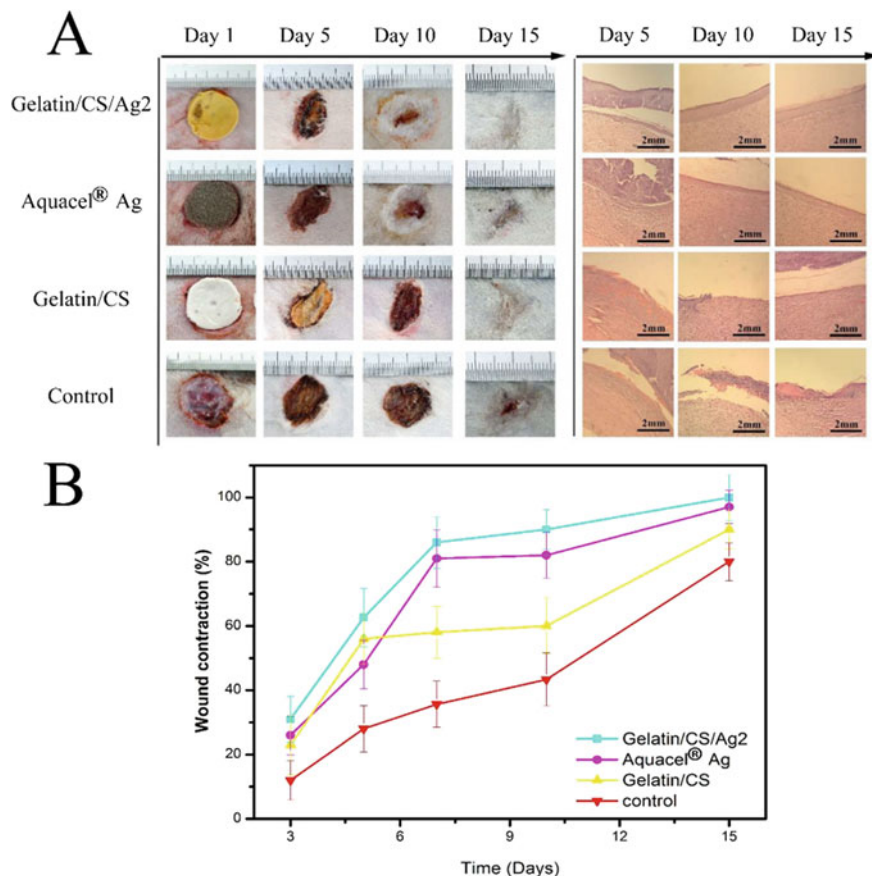 A
Day 1 Day 5 Day 10 Day 15 Day 5 Day 10 Day 15
Gelatin/CS/Ag2
2mm 2mm 2mm
Aquacel® Ag
2mm 2mm 2mm
Gelatin/CS
2mm 2mm 2mm
Control
2mm 2mm 2mm
B
Wound contraction (%)
100
80
60
40
20
0
Gelatin/CS/Ag2
Aquacel® Ag
Gelatin/CS
control
3 6 9 12 15
Time (Days)